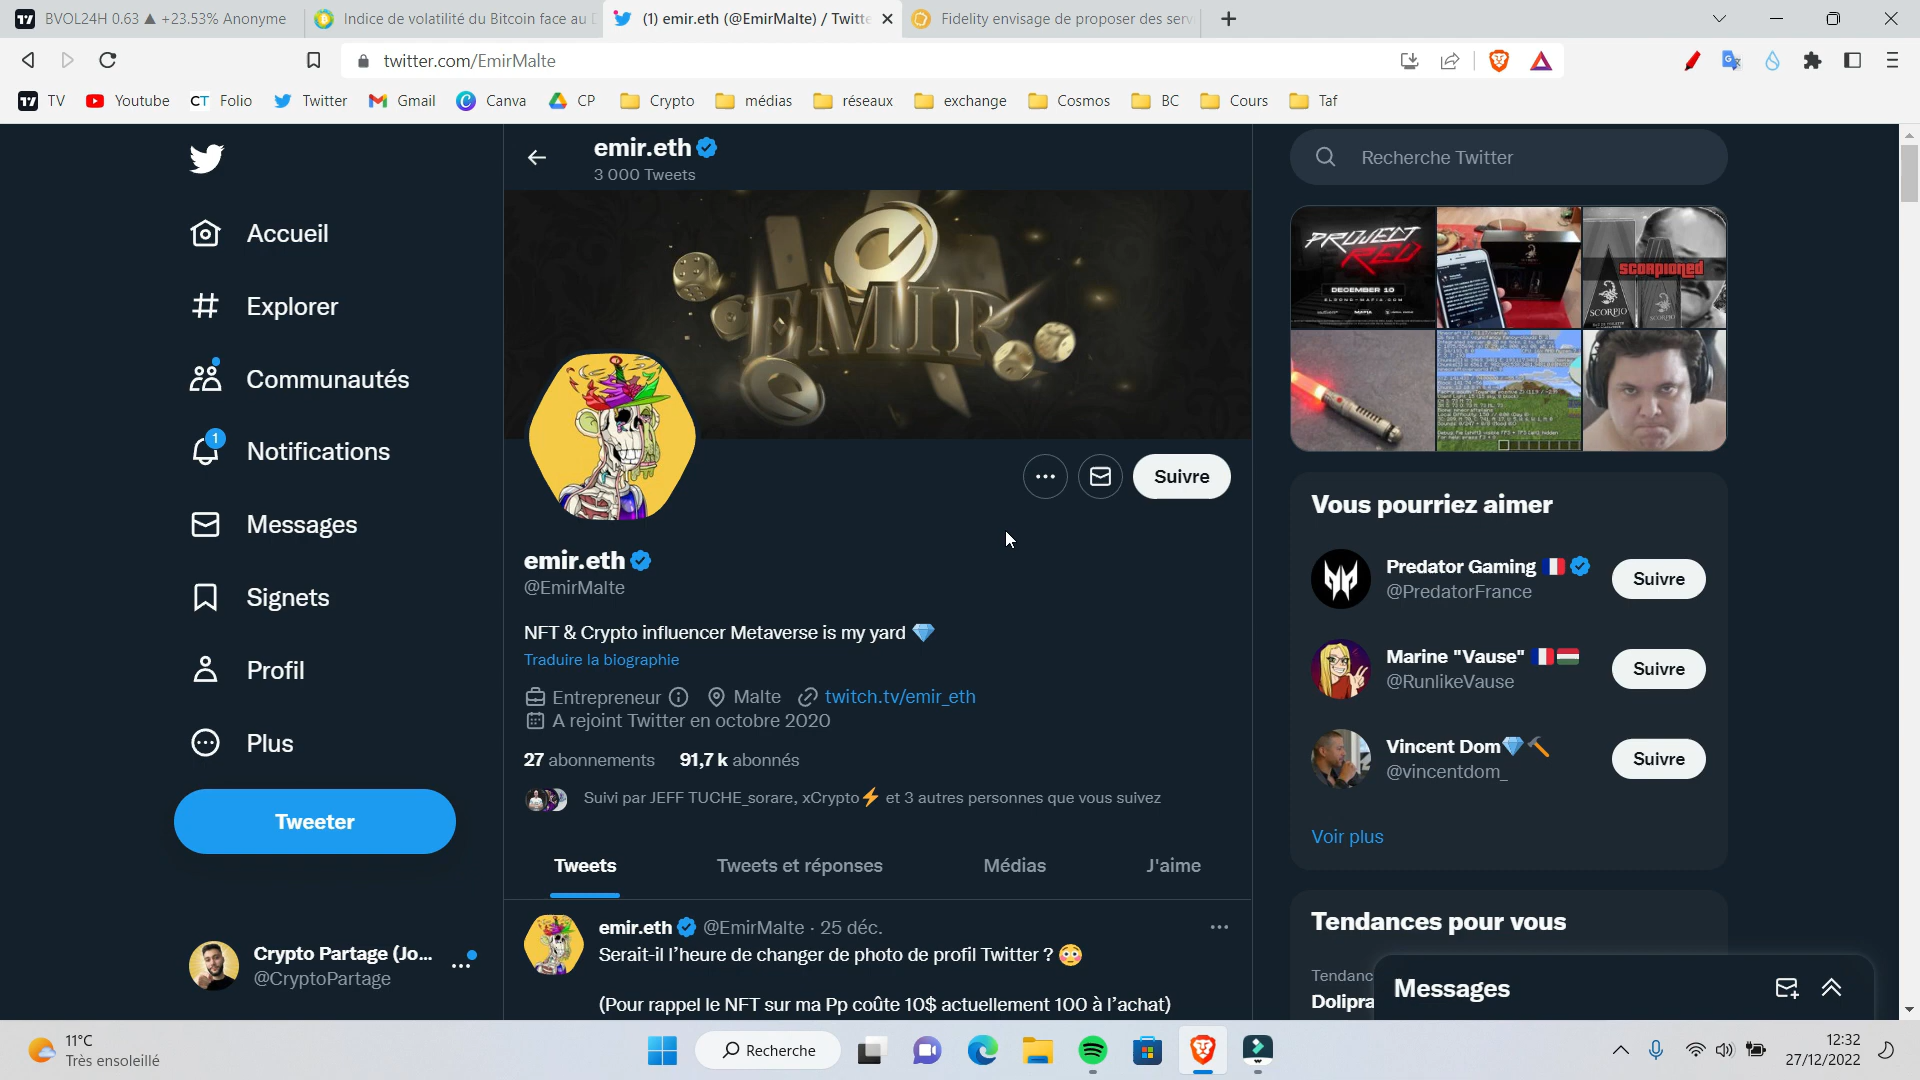 BVOL24H 0.63 ▲ +23.53% Anonyme
Indice de volatilité du Bitcoin face au
(1) emir.eth (@EmirMalte) / Twitte
Fidelity envisage de proposer des serv
twitter.com/EmirMalte
TV
Youtube
CT Folio
Twitter
Gmail
Canva
CP
Crypto
médias
réseaux
exchange
Cosmos
BC
Cours
Taf
Accueil
Explorer
Communautés
1
Notifications
Messages
Signets
Profil
Plus
Tweeter
Crypto Partage (Jo...
@CryptoPartage
emir.eth
3 000 Tweets
EMIR
Suivre
emir.eth
@EmirMalte
NFT & Crypto influencer Metaverse is my yard 💎
Traduire la biographie
Entrepreneur Malte twitch.tv/emir_eth
A rejoint Twitter en octobre 2020
27 abonnements 91,7 k abonnés
Suivi par JEFF TUCHE_sorare, xCrypto⚡ et 3 autres personnes que vous suivez
Tweets
Tweets et réponses
Médias
J'aime
emir.eth @EmirMalte · 25 déc.
Serait-il l’heure de changer de photo de profil Twitter ? 😳
(Pour rappel le NFT sur ma Pp coûte 10$ actuellement 100 à l’achat)
Recherche Twitter
PROJECT
RED
DECEMBER 10
SCORPIONED
SCORPIO
Vous pourriez aimer
Predator Gaming 🇫🇷
@PredatorFrance
Suivre
Marine "Vause" 🇫🇷🇭🇺
@RunlikeVause
Suivre
Vincent Dom💎🔨
@vincentdom_
Suivre
Voir plus
Tendances pour vous
Tendanc
Dolipra
Messages
11°C
Très ensoleillé
Recherche
12:32
27/12/2022